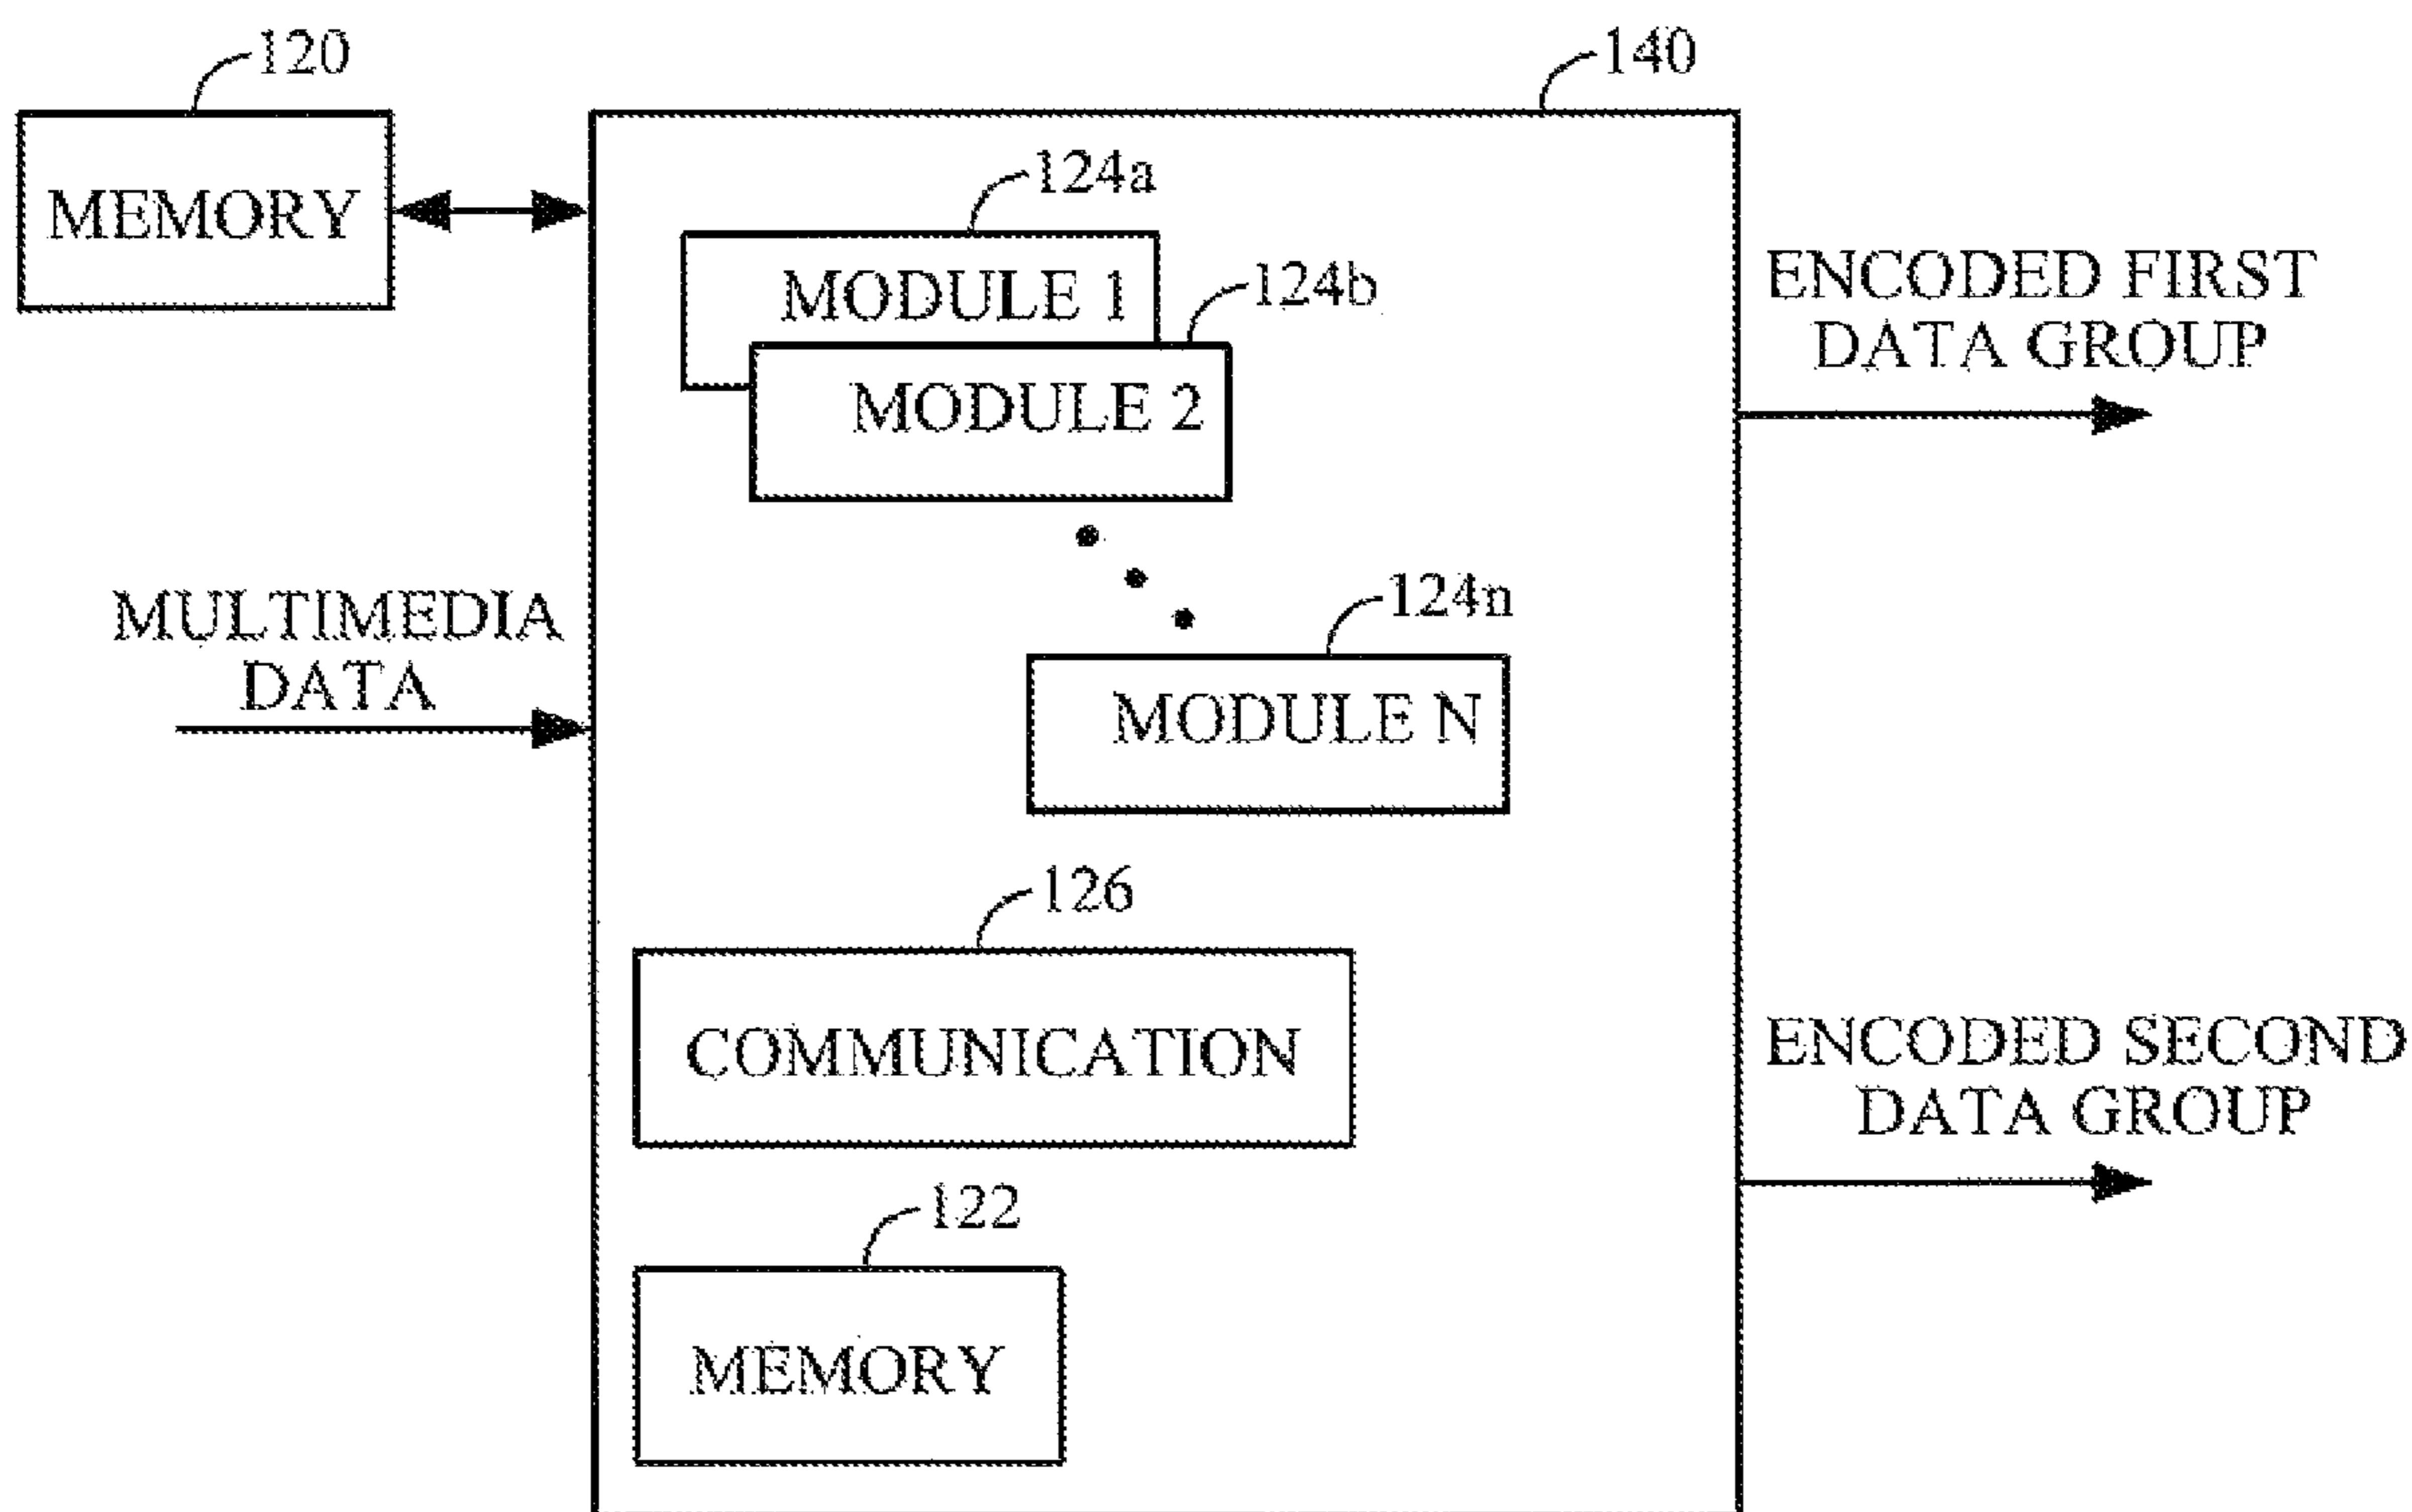 120
140
MEMORY
124a
MODULE 1
124b
MODULE 2
ENCODED FIRST
DATA GROUP
MULTIMEDIA
DATA
124n
MODULE N
126
COMMUNICATION
ENCODED SECOND
DATA GROUP
122
MEMORY